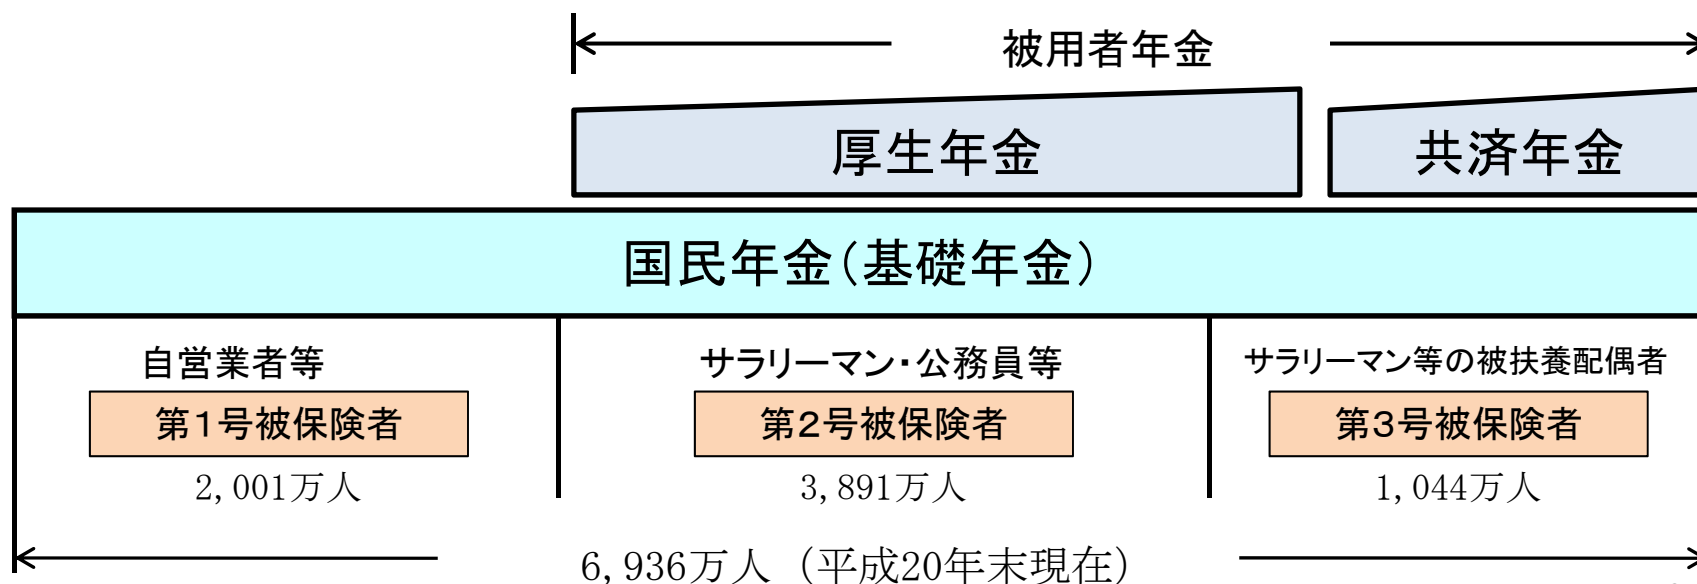 被用者年金
厚生年金
共済年金
国民年金(基礎年金)
自営業者等
サラリーマン・公務員等
サラリーマン等の被扶養配偶者
第1号被保険者
第2号被保険者
第3号被保険者
2,001万人
3,891万人
1,044万人
6,936万人(平成20年末現在)